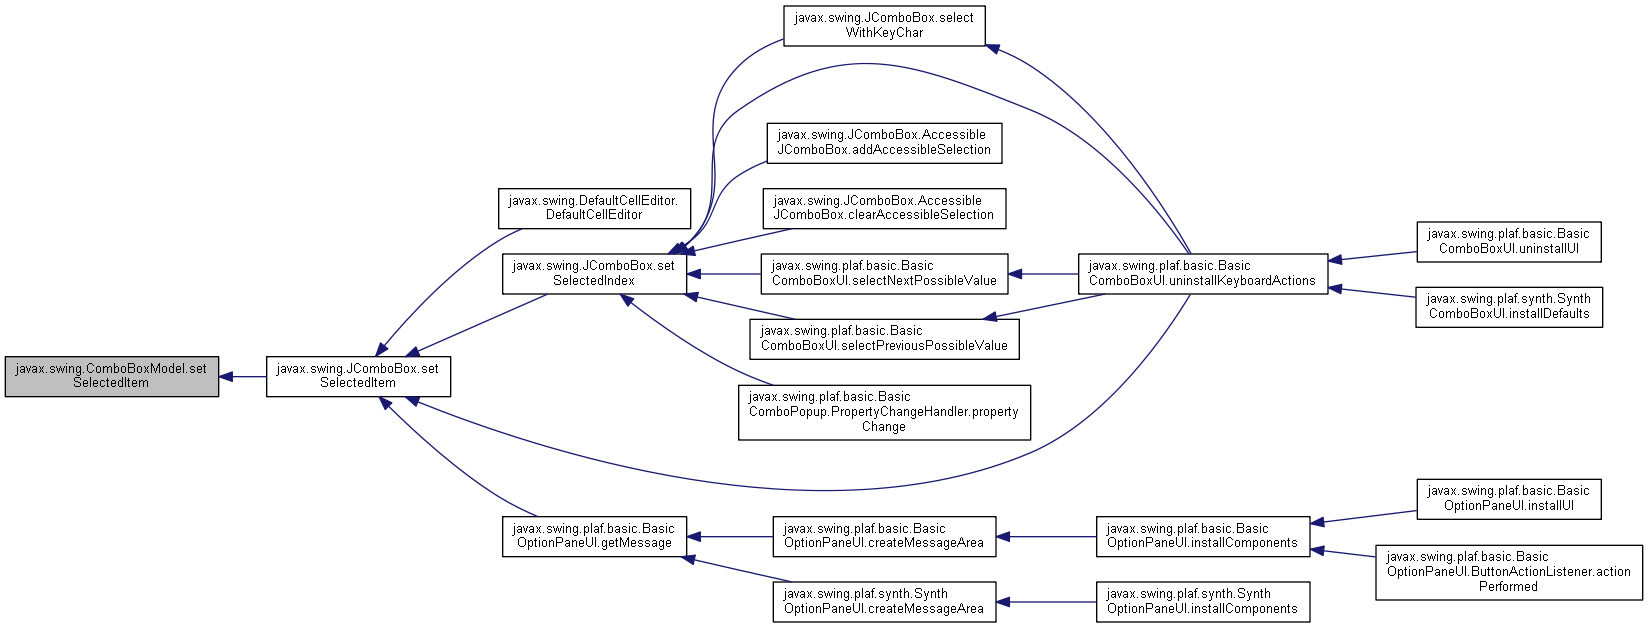 javax.swing.JComboBox.select
WithKeyChar
javax.swing.JComboBox.Accessible
JComboBox.addAccessibleSelection
javax.swing.DefaultCellEditor.
DefaultCellEditor
javax.swing.JComboBox.Accessible
JComboBox.clearAccessibleSelection
javax.swing.JComboBox.set
SelectedIndex
javax.swing.plaf.basic.Basic
ComboBoxUI.selectNextPossibleValue
javax.swing.plaf.basic.Basic
ComboBoxUI.uninstallKeyboardActions
javax.swing.plaf.basic.Basic
ComboBoxUI.uninstallUI
javax.swing.plaf.synth.Synth
ComboBoxUI.installDefaults
javax.swing.plaf.basic.Basic
ComboBoxUI.selectPreviousPossibleValue
javax.swing.ComboBoxModel.set
SelectedItem
javax.swing.JComboBox.set
SelectedItem
javax.swing.plaf.basic.Basic
ComboPopup.PropertyChangeHandler.property
Change
javax.swing.plaf.basic.Basic
OptionPaneUI.getMessage
javax.swing.plaf.basic.Basic
OptionPaneUI.createMessageArea
javax.swing.plaf.basic.Basic
OptionPaneUI.installComponents
javax.swing.plaf.basic.Basic
OptionPaneUI.installUI
javax.swing.plaf.basic.Basic
OptionPaneUI.ButtonActionListener.action
Performed
javax.swing.plaf.synth.Synth
OptionPaneUI.createMessageArea
javax.swing.plaf.synth.Synth
OptionPaneUI.installComponents